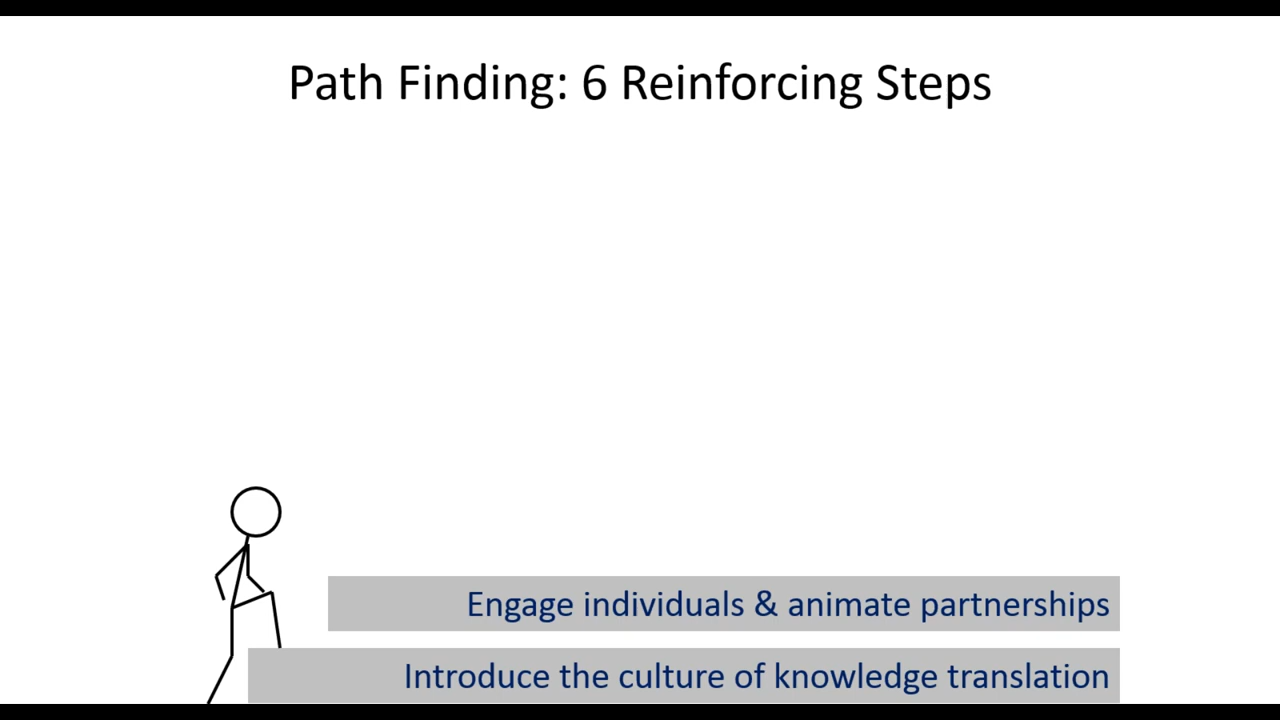 Path Finding: 6 Reinforcing Steps
Engage individuals & animate partnerships
Introduce the culture of knowledge translation